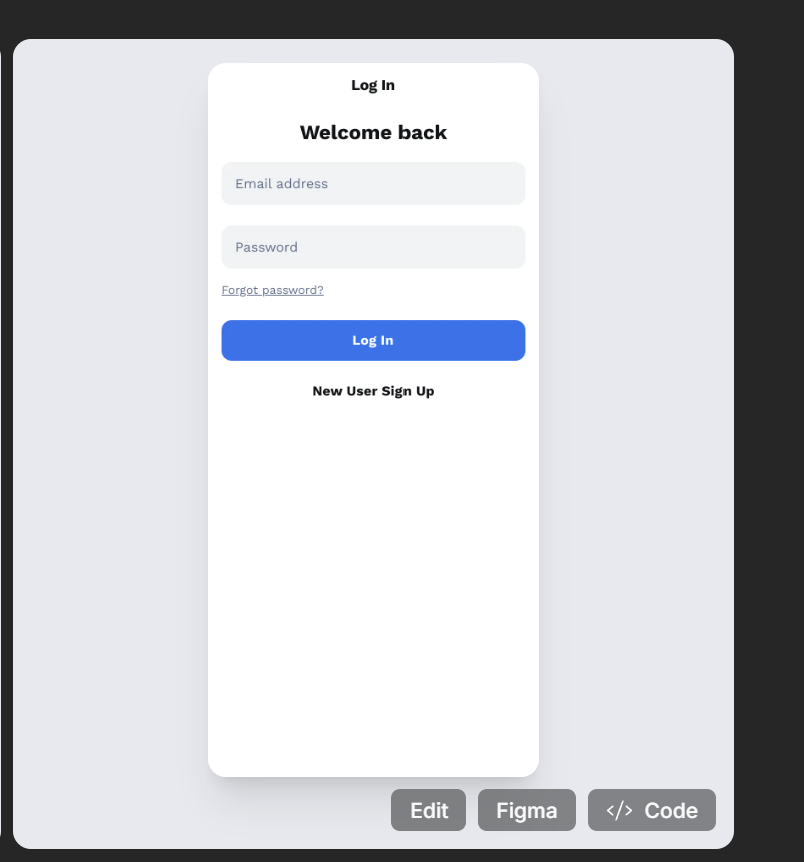 Log In
Welcome back
Email address
Password
Forgot password?
Log In
New User Sign Up
Edit
Figma
</> Code